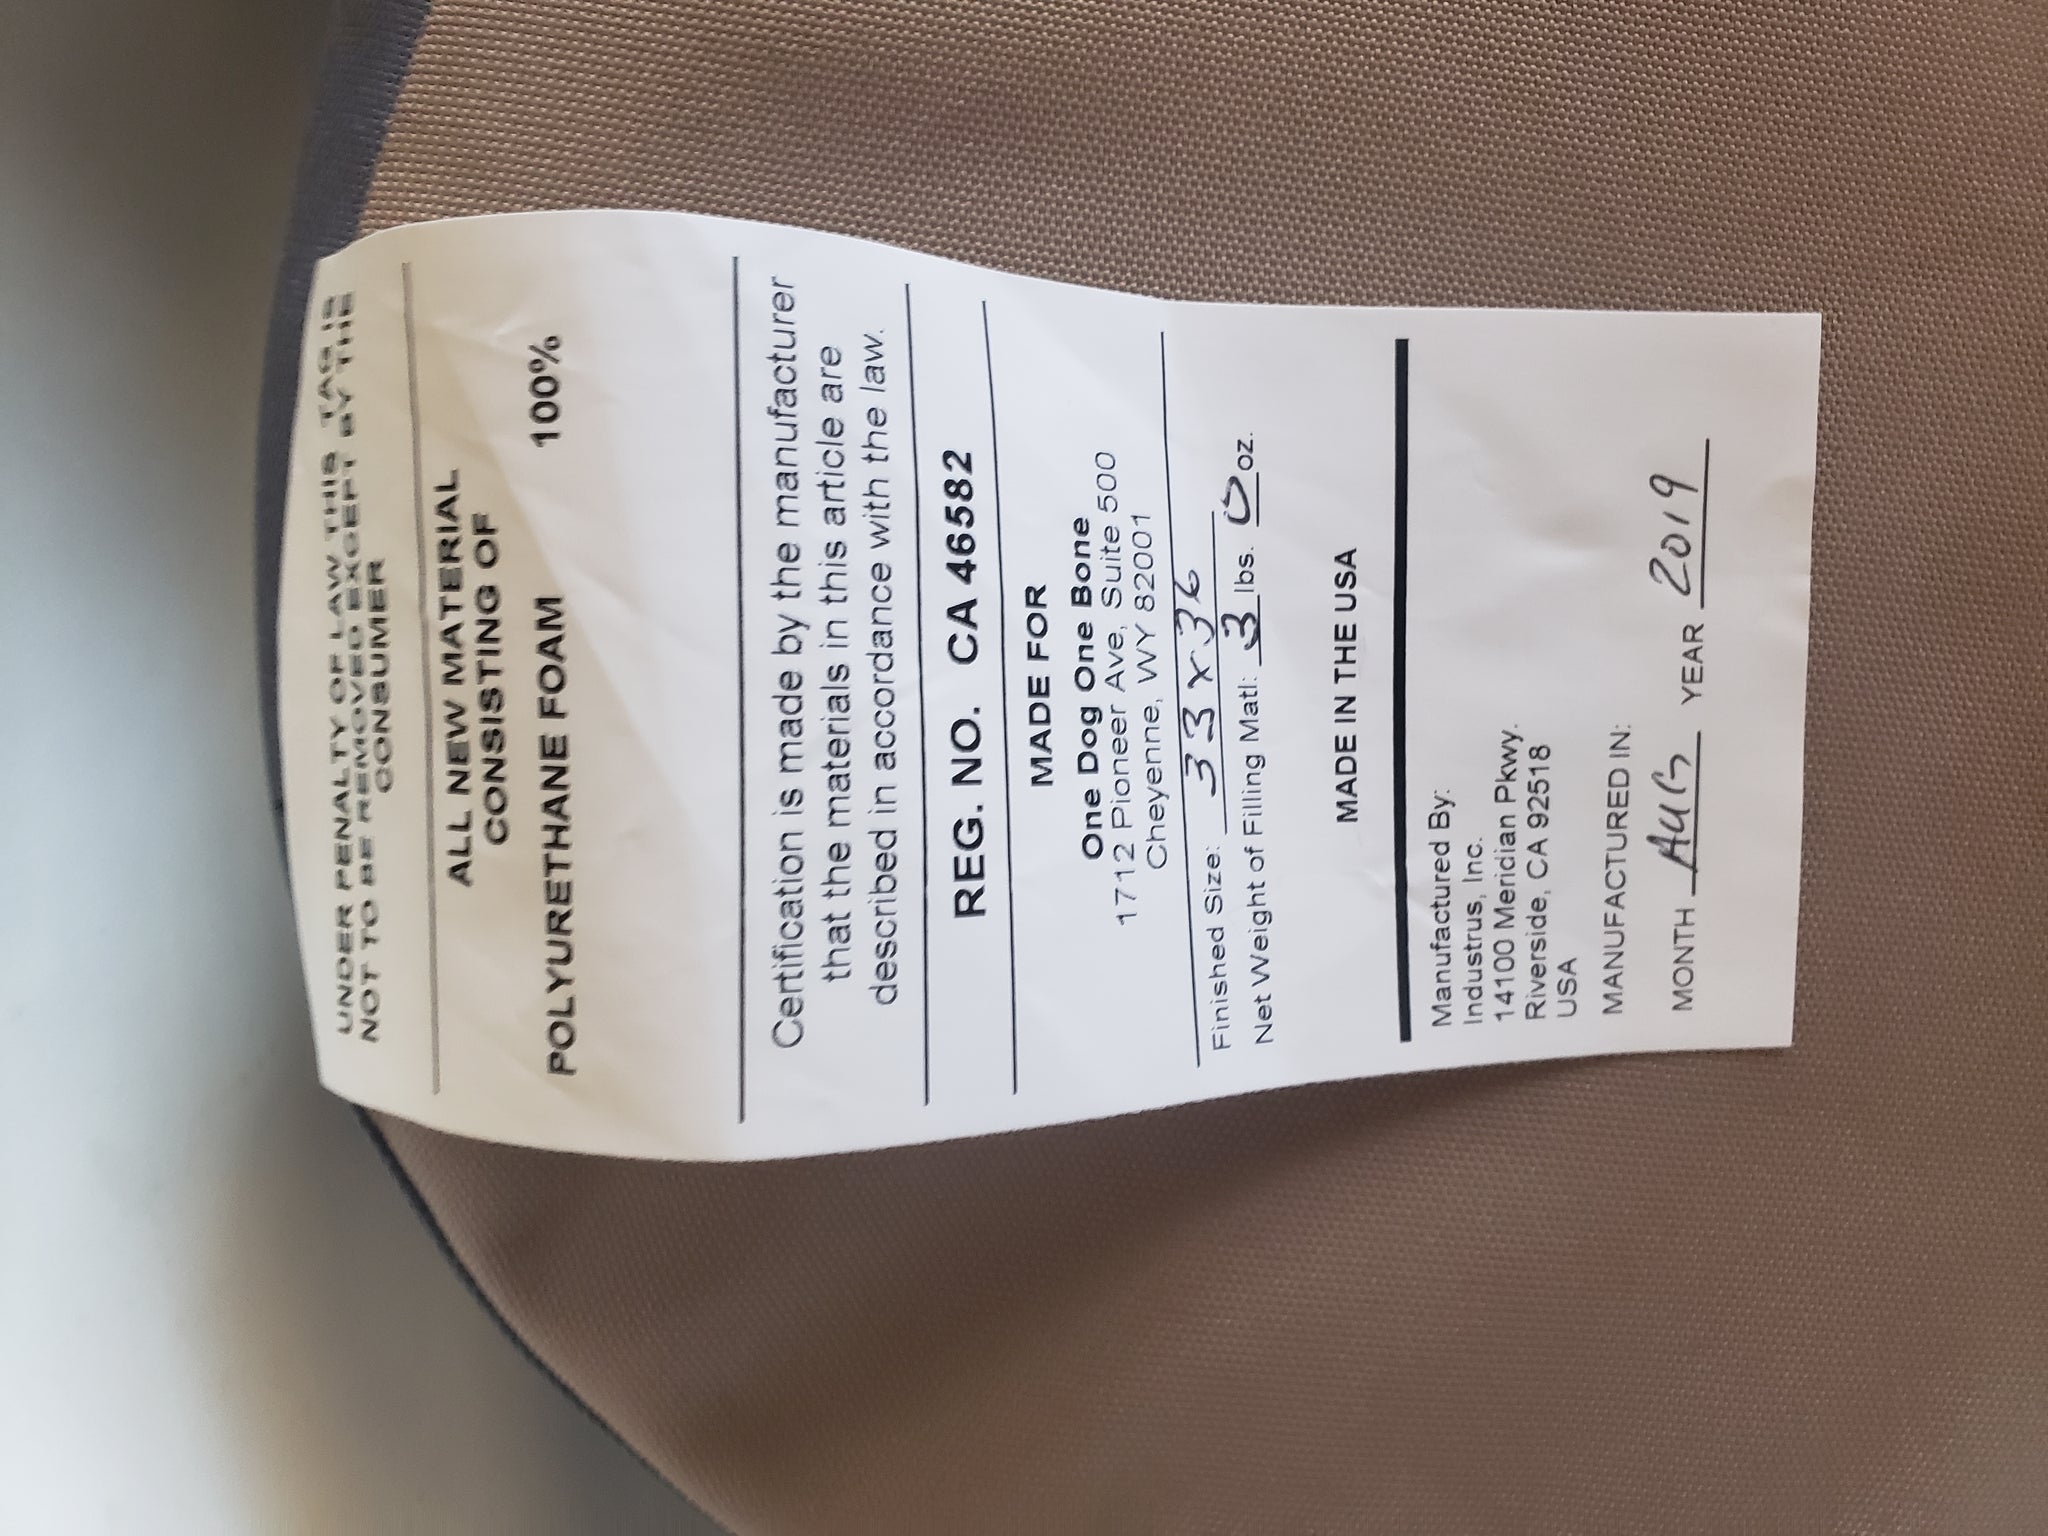 UNDER PENALTY OF LAW THIS TAG IS
NOT TO BE REMOVED EXCEPT BY THE
CONSUMER
ALL NEW MATERIAL
CONSISTING OF
POLYURETHANE FOAM 100%
Certification is made by the manufacturer
that the materials in this article are
described in accordance with the law.
REG. NO. CA 46582
MADE FOR
One Dog One Bone
1712 Pioneer Ave, Suite 500
Cheyenne, WY 82001
Finished Size: 33 x 36
Net Weight of Filling Matl: 3 lbs. 0 oz.
MADE IN THE USA
Manufactured By:
Industrus, Inc.
14100 Meridian Pkwy.
Riverside, CA 92518
USA
MANUFACTURED IN:
MONTH AUG YEAR 2019